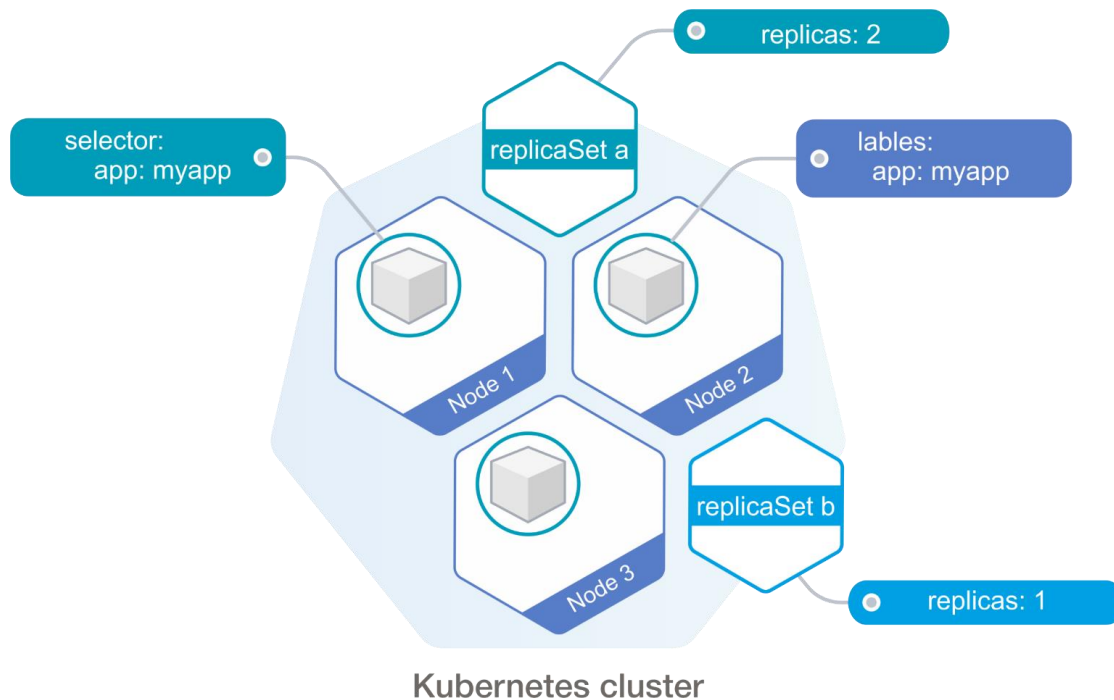 replicas: 2
selector:
app: myapp
replicaSet a
lables:
app: myapp
Node 1
Node 2
replicaSet b
Node 3
replicas: 1
Kubernetes cluster